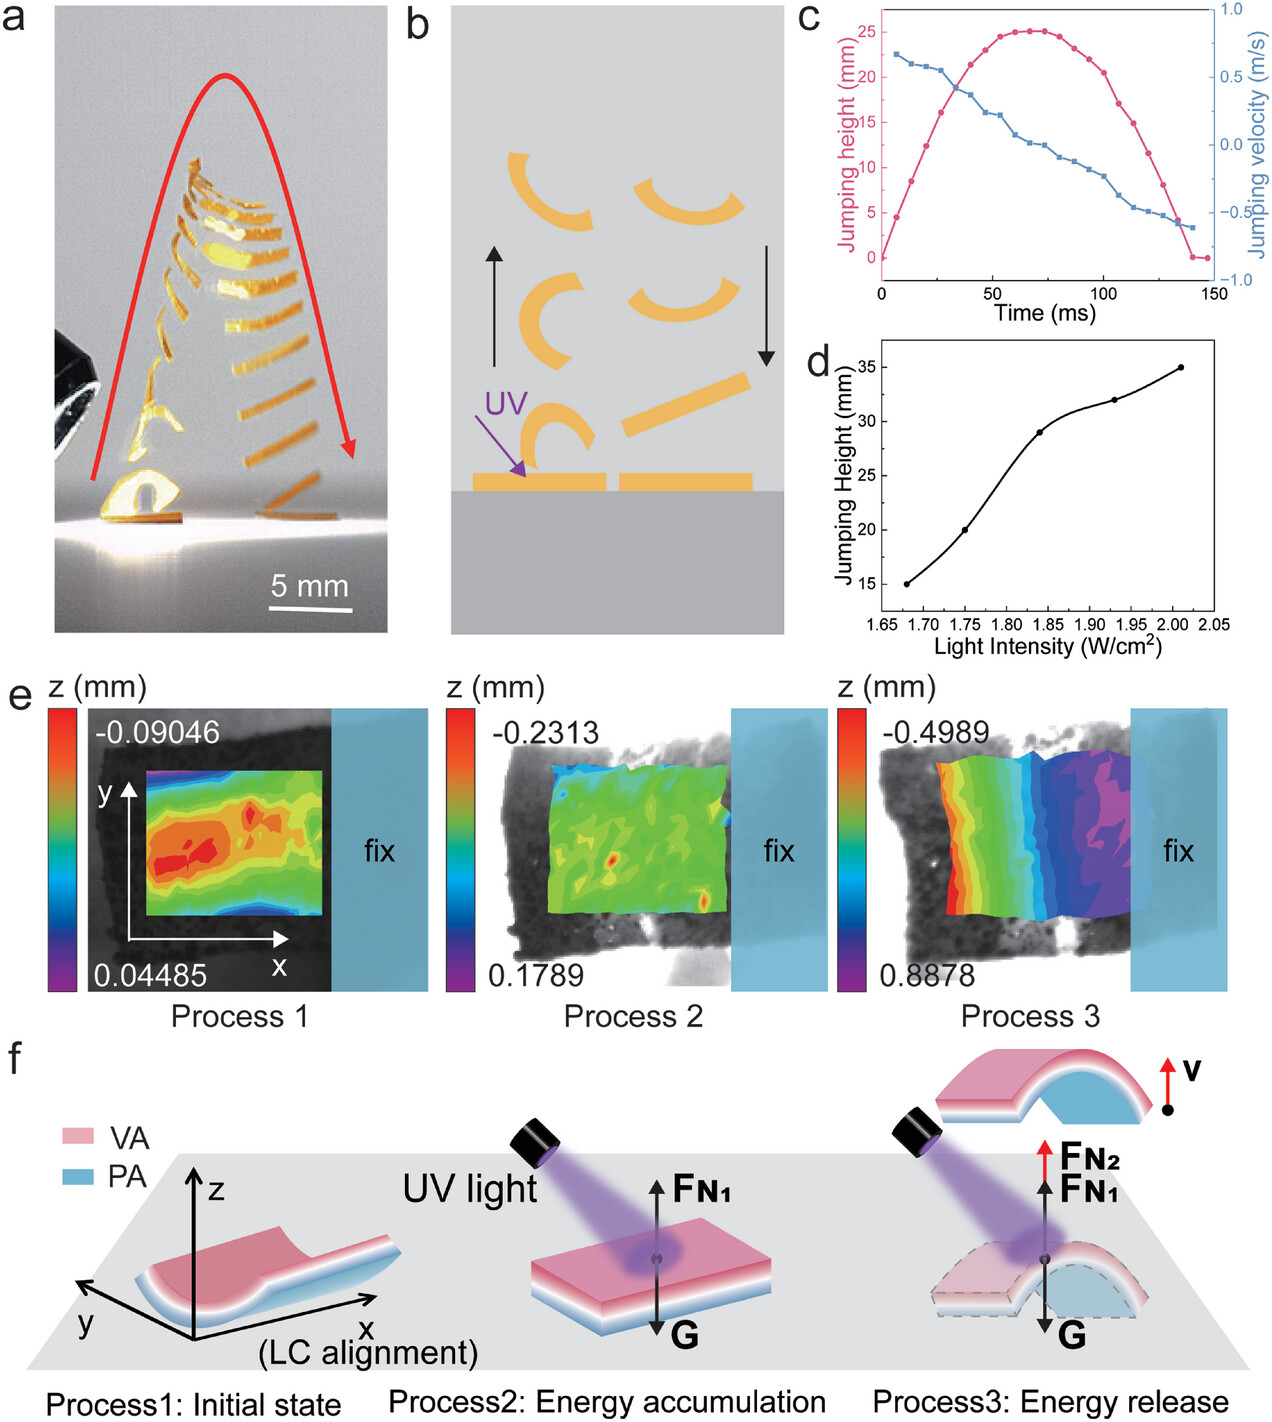 a
5 mm
b
UV
c
Jumping height (mm)
25
20
15
10
5
0
1.0
0.5
0.0
−0.5
−1.0
Jumping velocity (m/s)
0 50 100 150
Time (ms)
d
Jumping Height (mm)
35
30
25
20
15
1.65 1.70 1.75 1.80 1.85 1.90 1.95 2.00 2.05
Light Intensity (W/cm²)
e
z (mm)
-0.09046
y
x
fix
0.04485
Process 1
z (mm)
-0.2313
fix
0.1789
Process 2
z (mm)
-0.4989
fix
0.8878
Process 3
f
VA
PA
z
y
x
(LC alignment)
UV light
FN1
G
v
FN2
FN1
G
Process1: Initial state
Process2: Energy accumulation
Process3: Energy release